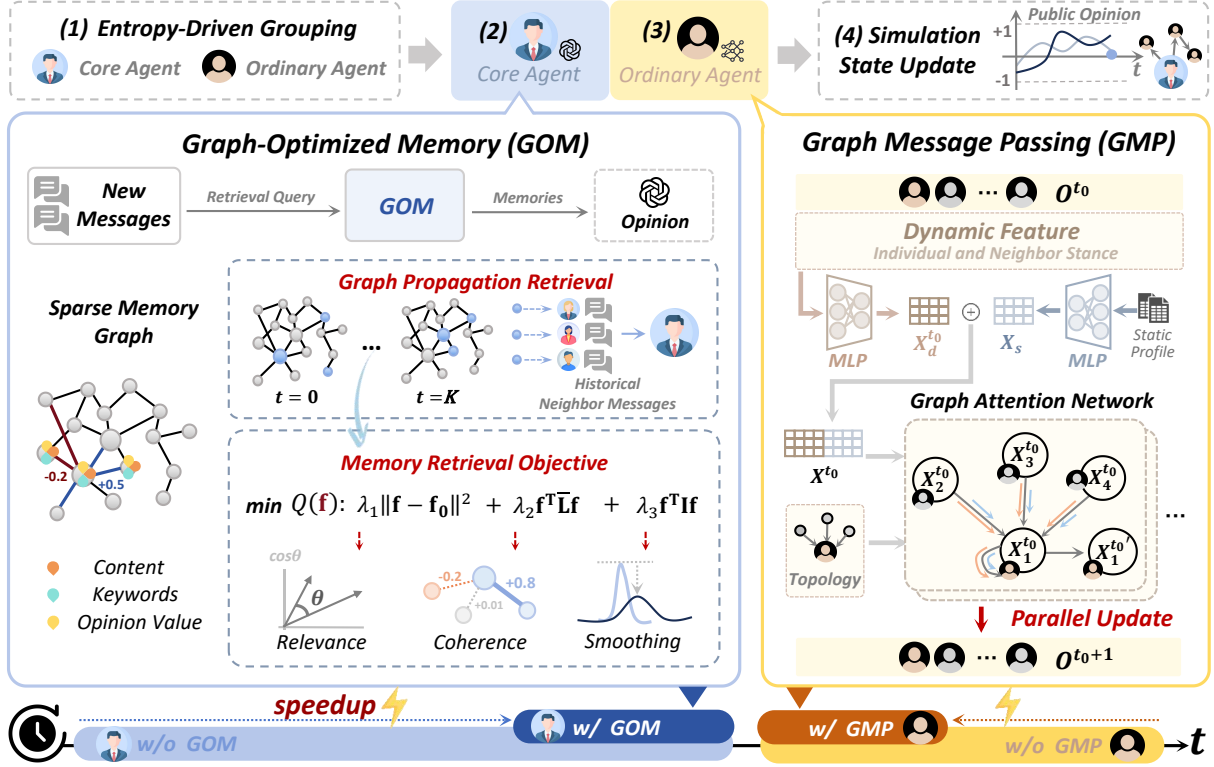 (1) Entropy-Driven Grouping
Core Agent
Ordinary Agent
(2)
Core Agent
(3)
Ordinary Agent
(4) Simulation
State Update
Public Opinion
+1
-1
t
Graph-Optimized Memory (GOM)
New
Messages
Retrieval Query
GOM
Memories
Opinion
Sparse Memory
Graph
-0.2
+0.5
Content
Keywords
Opinion Value
Graph Propagation Retrieval
...
t = 0
t = K
Historical
Neighbor Messages
Memory Retrieval Objective
min Q(f): λ₁‖f − f₀‖² + λ₂fᵀL̅f + λ₃fᵀIf
cosθ
θ
Relevance
-0.2
+0.8
+0.01
Coherence
Smoothing
Graph Message Passing (GMP)
... O^{t₀}
Dynamic Feature
Individual and Neighbor Stance
MLP
X_d^{t₀}
+
X_s
MLP
Static
Profile
Graph Attention Network
X^{t₀}
Topology
X_2^{t₀}
X_3^{t₀}
X_4^{t₀}
X_1^{t₀}
X_1^{t₀}′
...
Parallel Update
... O^{t₀+1}
speedup
w/o GOM
w/ GOM
w/ GMP
w/o GMP
t